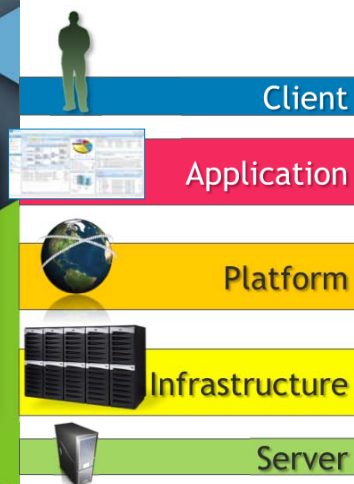 Client
Application
Platform
Infrastructure
Server